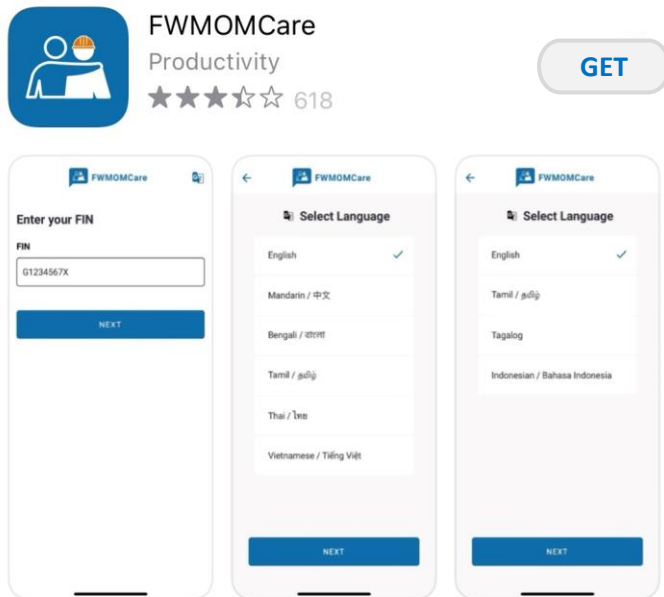 FWMOMCare
Productivity
618
GET
FWMOMCare
Enter your FIN
FIN
G1234567X
NEXT
FWMOMCare
Select Language
English
Mandarin / 中文
Bengali / বাংলা
Tamil / தமிழ்
Thai / ไทย
Vietnamese / Tiếng Việt
NEXT
FWMOMCare
Select Language
English
Tamil / தமிழ்
Tagalog
Indonesian / Bahasa Indonesia
NEXT